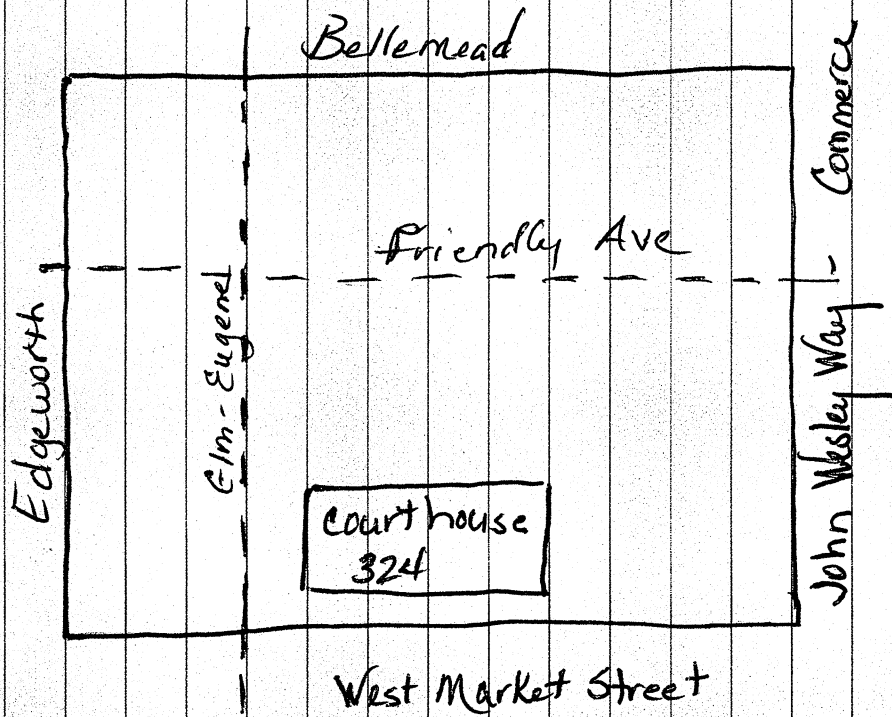 Bellemead
Commerce
Friendly Ave
Edgeworth
Elm-Eugene
John Wesley Way
Courthouse
324
West Market Street